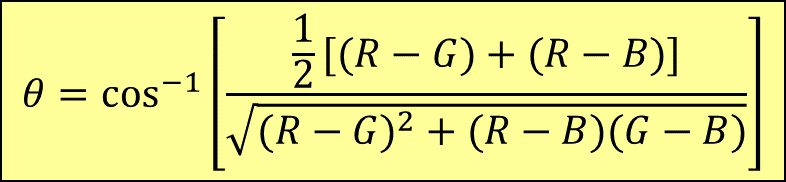 θ = cos⁻¹ [ ½[(R − G) + (R − B)] / √((R − G)² + (R − B)(G − B)) ]